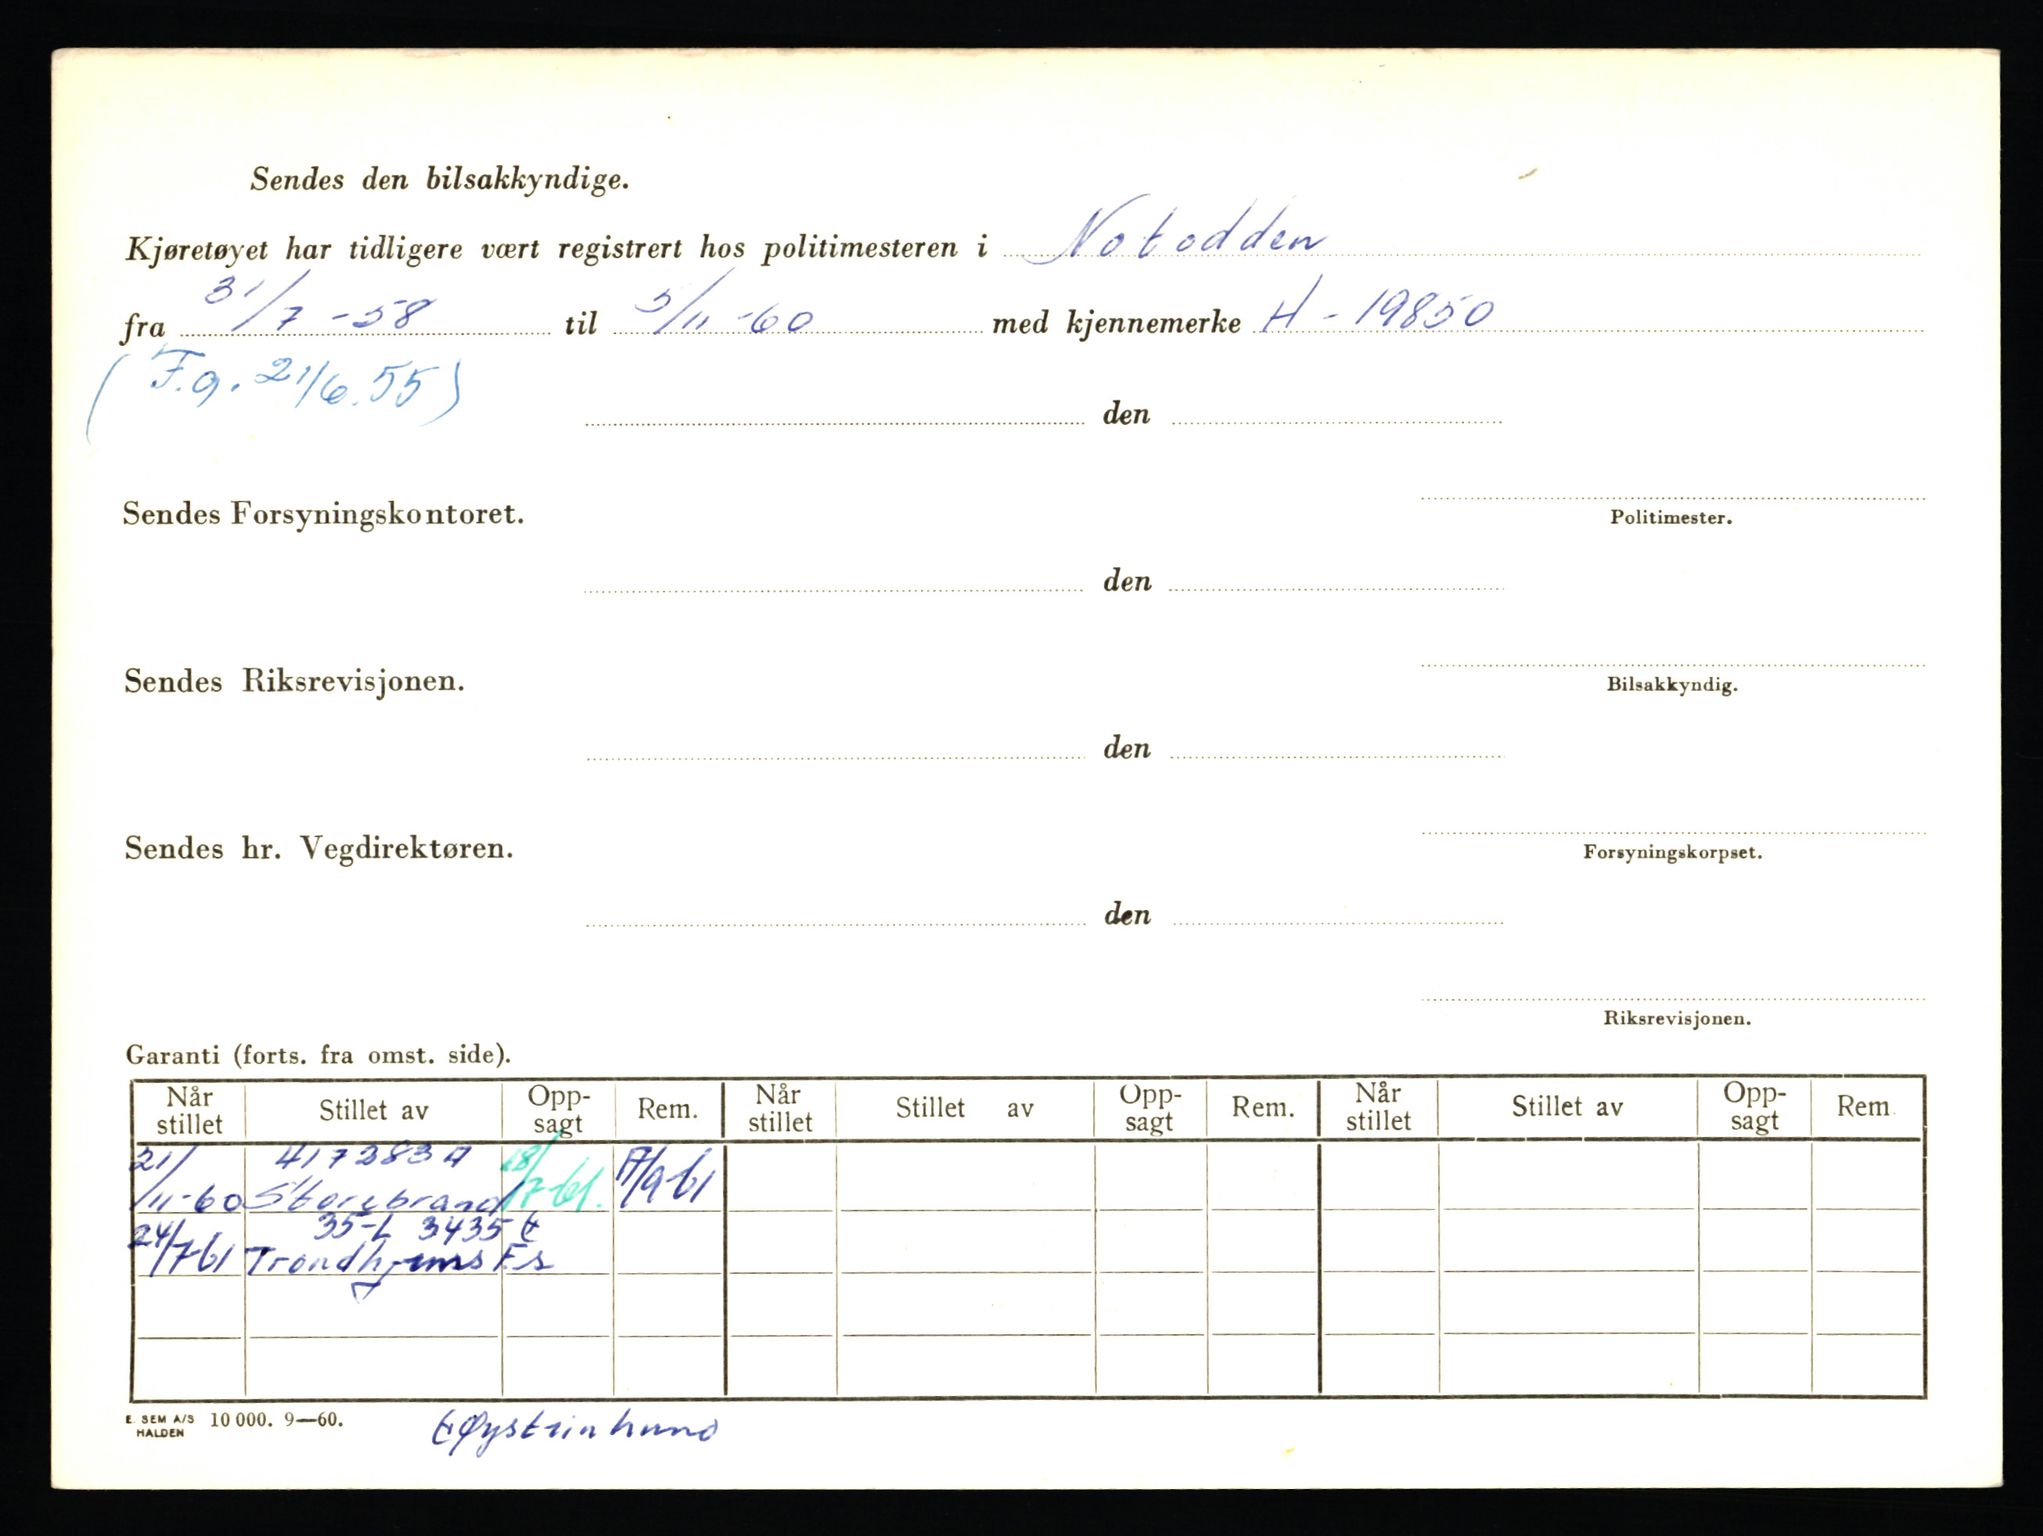 Sendes den bilsakkyndige.
Kjøretøyet har tidligere vært registrert hos politimesteren i Notodden
fra 31/7 -58 til 5/11 -60 med kjennemerke H - 19850
(F.g. 21/6.55)
den
Sendes Forsyningskontoret.
Politimester.
den
Sendes Riksrevisjonen.
Bilsakkyndig.
den
Sendes hr. Vegdirektøren.
Forsyningskorpset.
den
Riksrevisjonen.
Garanti (forts. fra omst. side).
Når stillet Stillet av Opp-sagt Rem. Når stillet Stillet av Opp-sagt Rem. Når stillet Stillet av Opp-sagt Rem
21/ 417383 A 18/
11-60 Storebrand 7-61. /9-61
24/ 35-L 3435
7-61 Trondhjems Fs
E. SEM A/S 10 000. 9—60.
HALDEN
Øystein hund